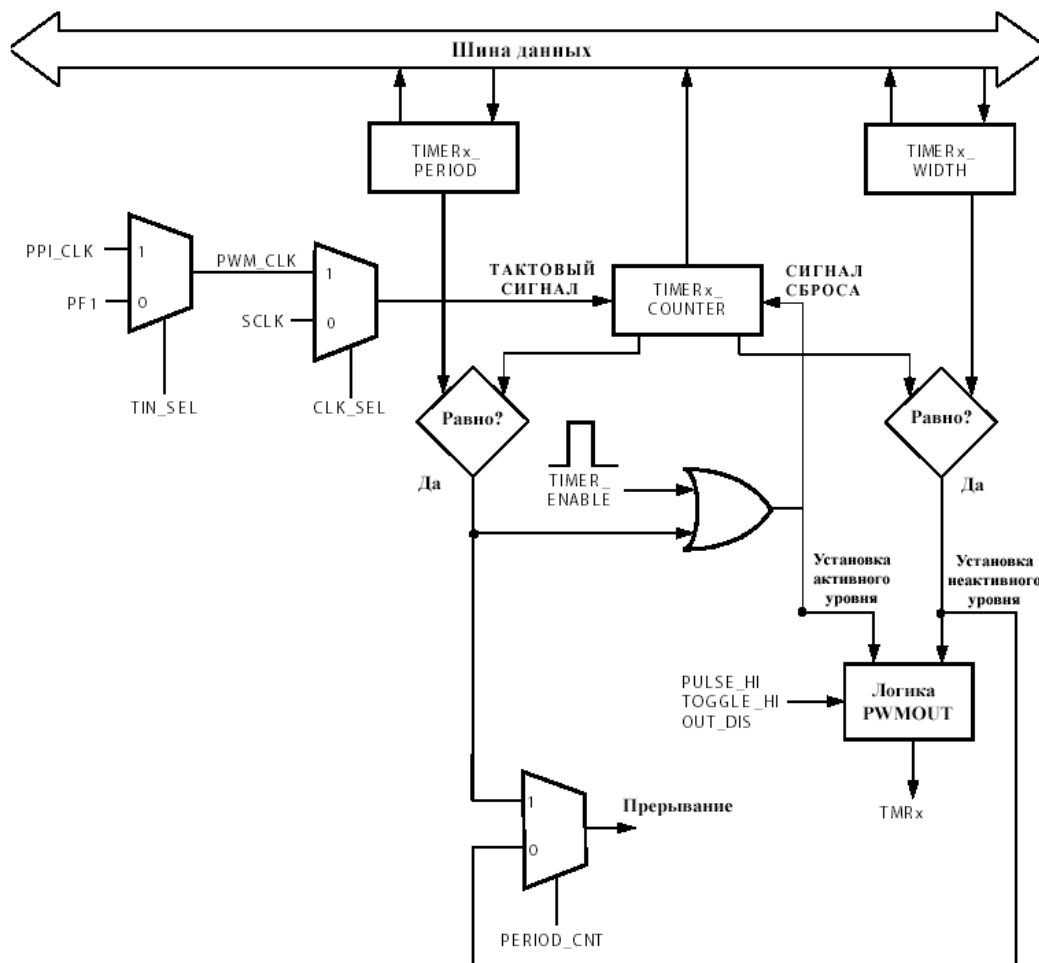 Шина данных
TIMERx_
PERIOD
TIMERx_
WIDTH
PPI_CLK
1
PF1
0
PWM_CLK
1
SCLK
0
ТАКТОВЫЙ
СИГНАЛ
TIMERx_
COUNTER
СИГНАЛ
СБРОСА
TIN_SEL
CLK_SEL
Равно?
Равно?
Да
TIMER_
ENABLE
Да
Установка
активного
уровня
Установка
неактивного
уровня
PULSE_HI
TOGGLE_HI
OUT_DIS
Логика
PWMOUT
TMRx
1
0
Прерывание
PERIOD_CNT